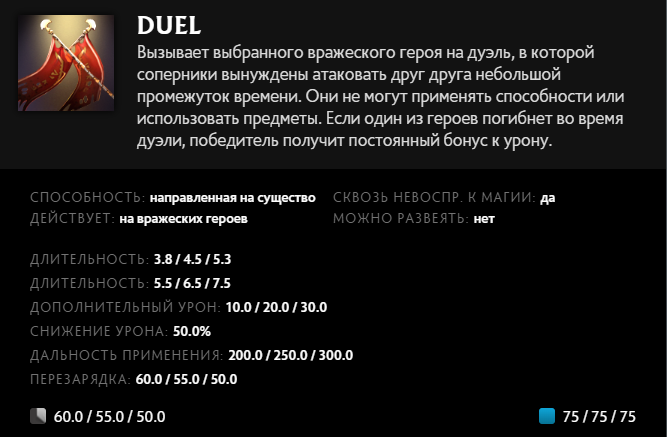 DUEL
Вызывает выбранного вражеского героя на дуэль, в которой
соперники вынуждены атаковать друг друга небольшой
промежуток времени. Они не могут применять способности или
использовать предметы. Если один из героев погибнет во время
дуэли, победитель получит постоянный бонус к урону.
СПОСОБНОСТЬ: направленная на существо СКВОЗЬ НЕВОСПР. К МАГИИ: да
ДЕЙСТВУЕТ: на вражеских героев МОЖНО РАЗВЕЯТЬ: нет
ДЛИТЕЛЬНОСТЬ: 3.8 / 4.5 / 5.3
ДЛИТЕЛЬНОСТЬ: 5.5 / 6.5 / 7.5
ДОПОЛНИТЕЛЬНЫЙ УРОН: 10.0 / 20.0 / 30.0
СНИЖЕНИЕ УРОНА: 50.0%
ДАЛЬНОСТЬ ПРИМЕНЕНИЯ: 200.0 / 250.0 / 300.0
ПЕРЕЗАРЯДКА: 60.0 / 55.0 / 50.0
60.0 / 55.0 / 50.0 75 / 75 / 75